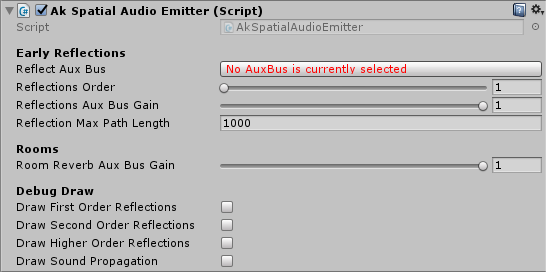 Ak Spatial Audio Emitter (Script)
Script AkSpatialAudioEmitter
Early Reflections
Reflect Aux Bus No AuxBus is currently selected
Reflections Order 1
Reflections Aux Bus Gain 1
Reflection Max Path Length 1000
Rooms
Room Reverb Aux Bus Gain 1
Debug Draw
Draw First Order Reflections
Draw Second Order Reflections
Draw Higher Order Reflections
Draw Sound Propagation